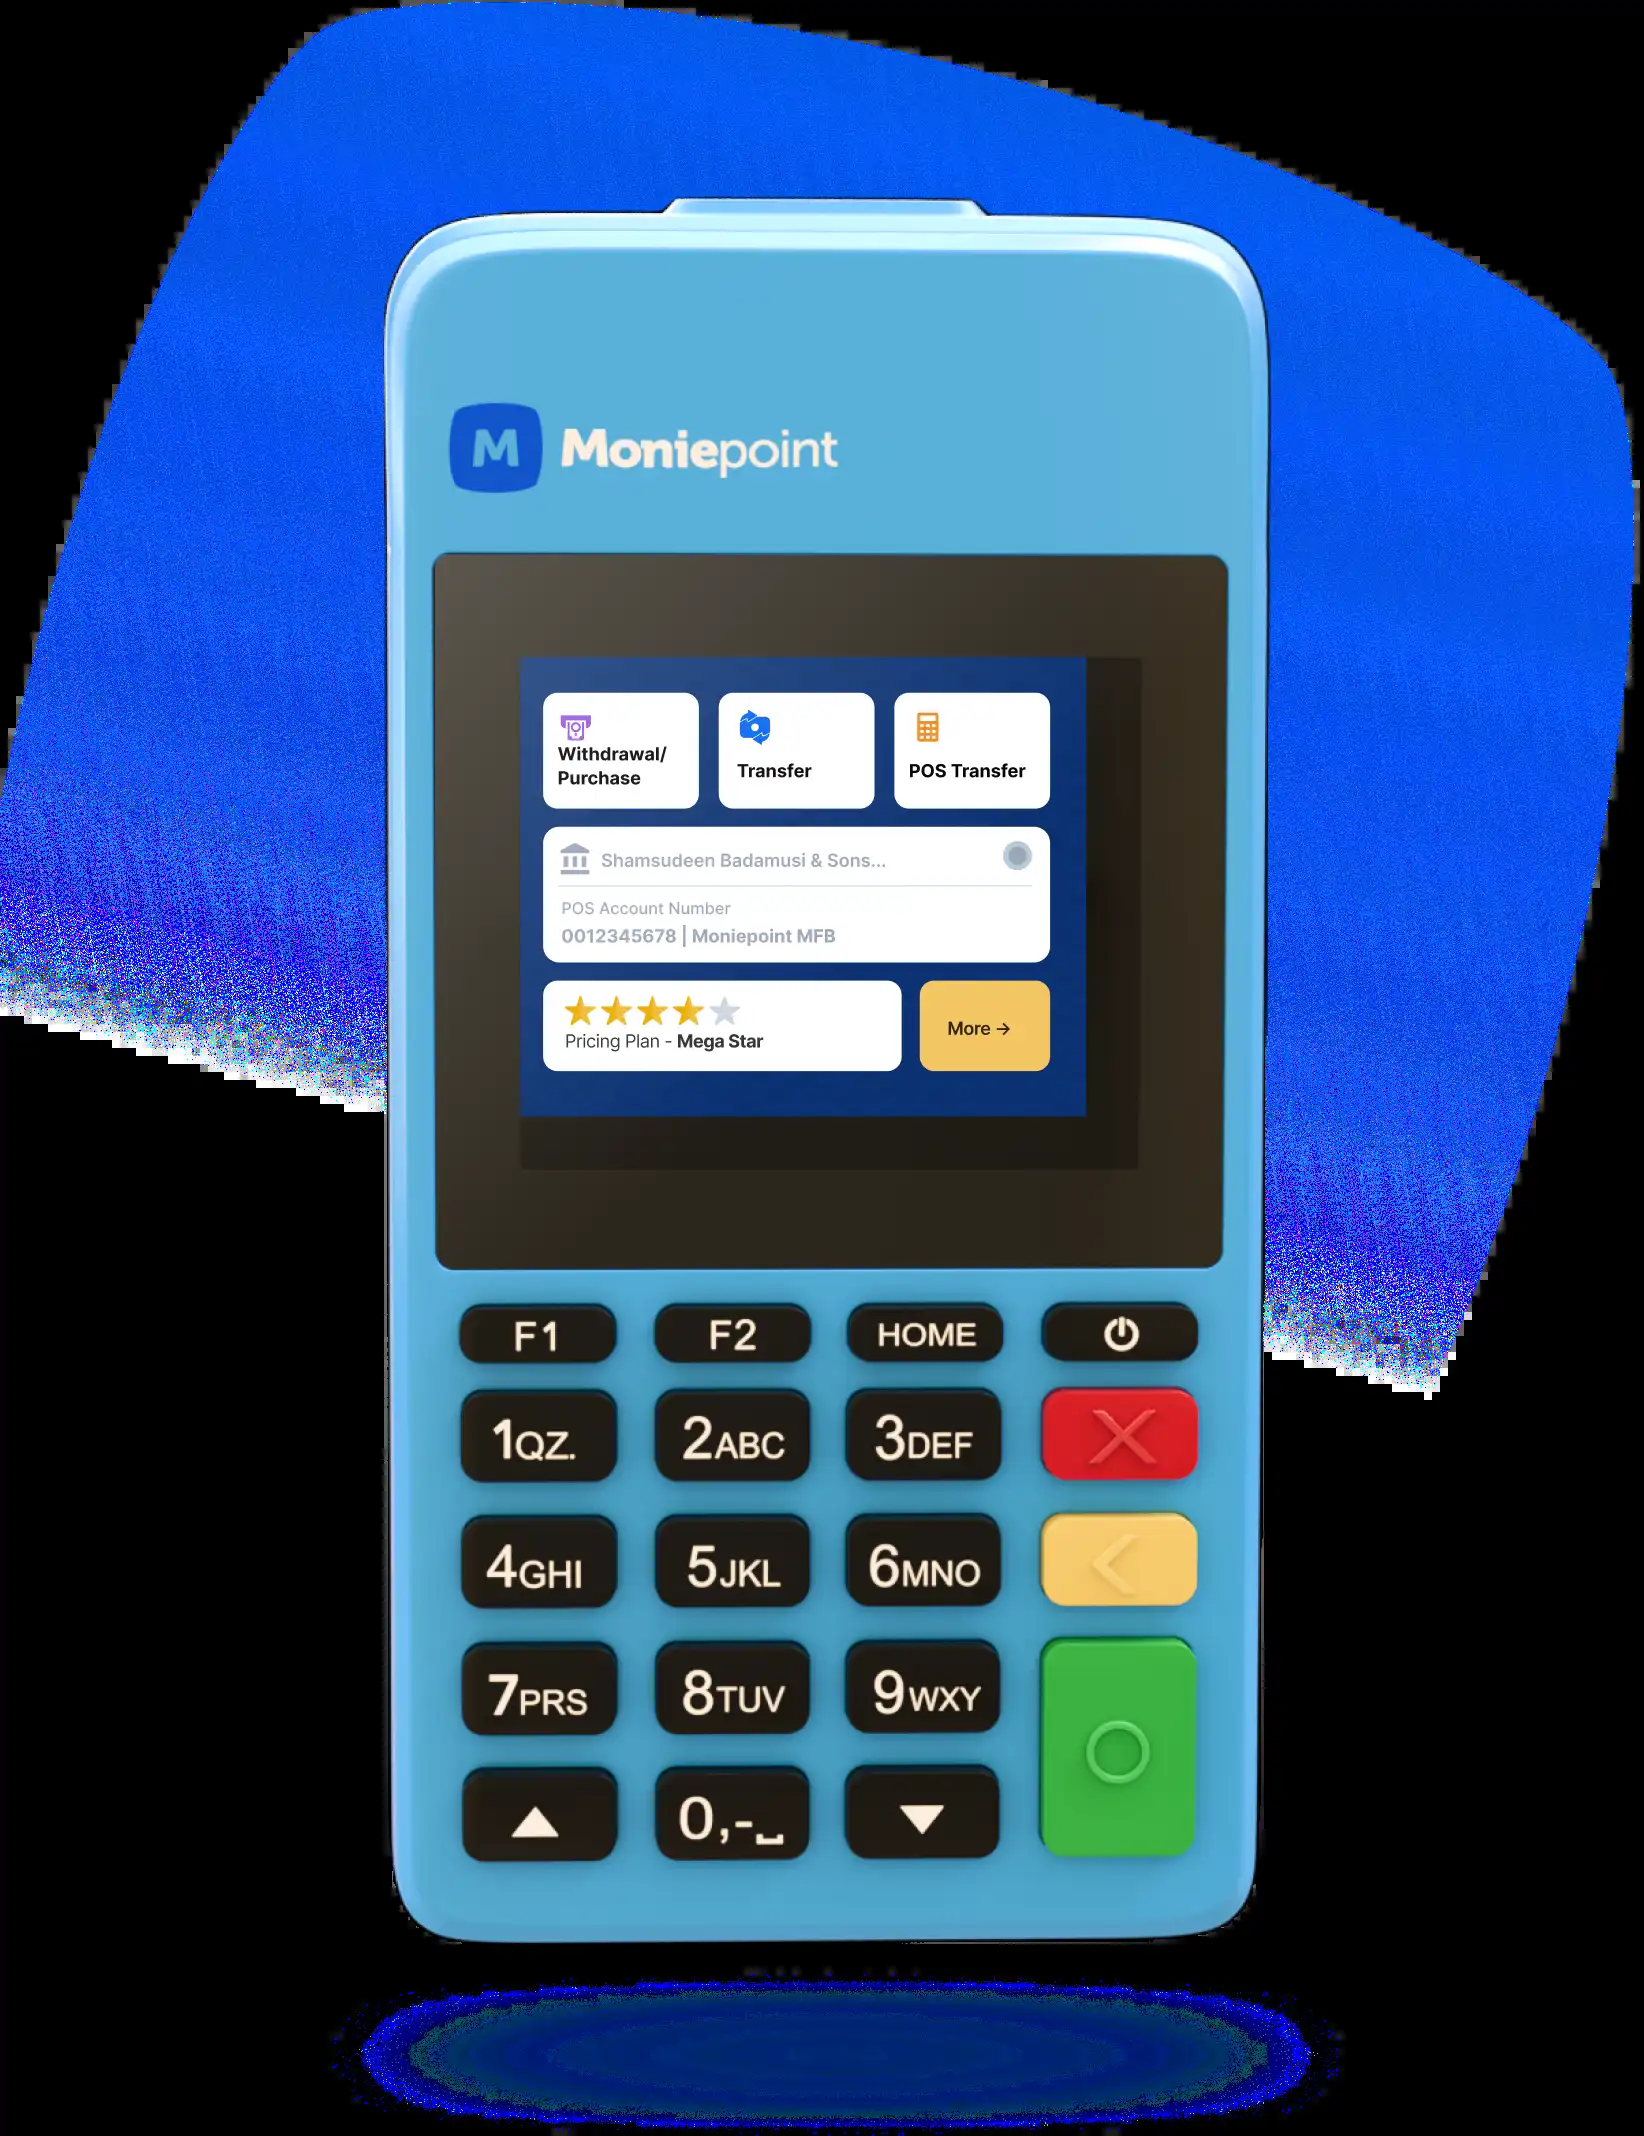 M Moniepoint
Withdrawal/
Purchase
Transfer
POS Transfer
Shamsudeen Badamusi & Sons...
POS Account Number
0012345678 | Moniepoint MFB
Pricing Plan - Mega Star
More →
F1 F2 HOME
1QZ. 2ABC 3DEF
4GHI 5JKL 6MNO
7PRS 8TUV 9WXY
0,-⎵